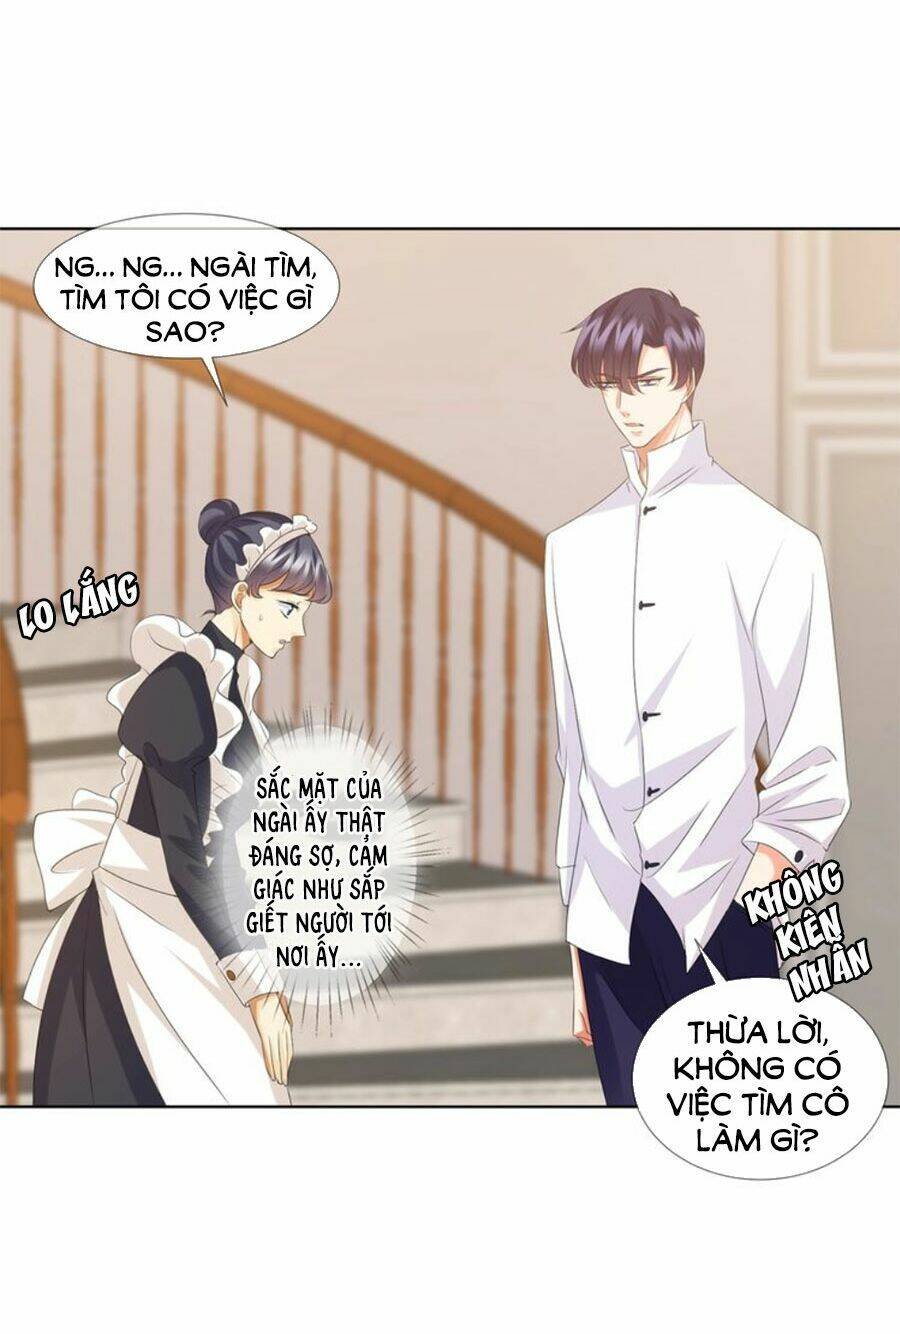 NG... NG... NGÀI TÌM,
TÌM TÔI CÓ VIỆC GÌ
SAO?
LO LẮNG
SẮC MẶT CỦA
NGÀI ẤY THẬT
ĐÁNG SỢ, CẢM
GIÁC NHƯ SẮP
GIẾT NGƯỜI TỚI
NƠI ẤY...
KHÔNG
KIÊN
NHẪN
THỪA LỜI,
KHÔNG CÓ
VIỆC TÌM CÔ
LÀM GÌ?